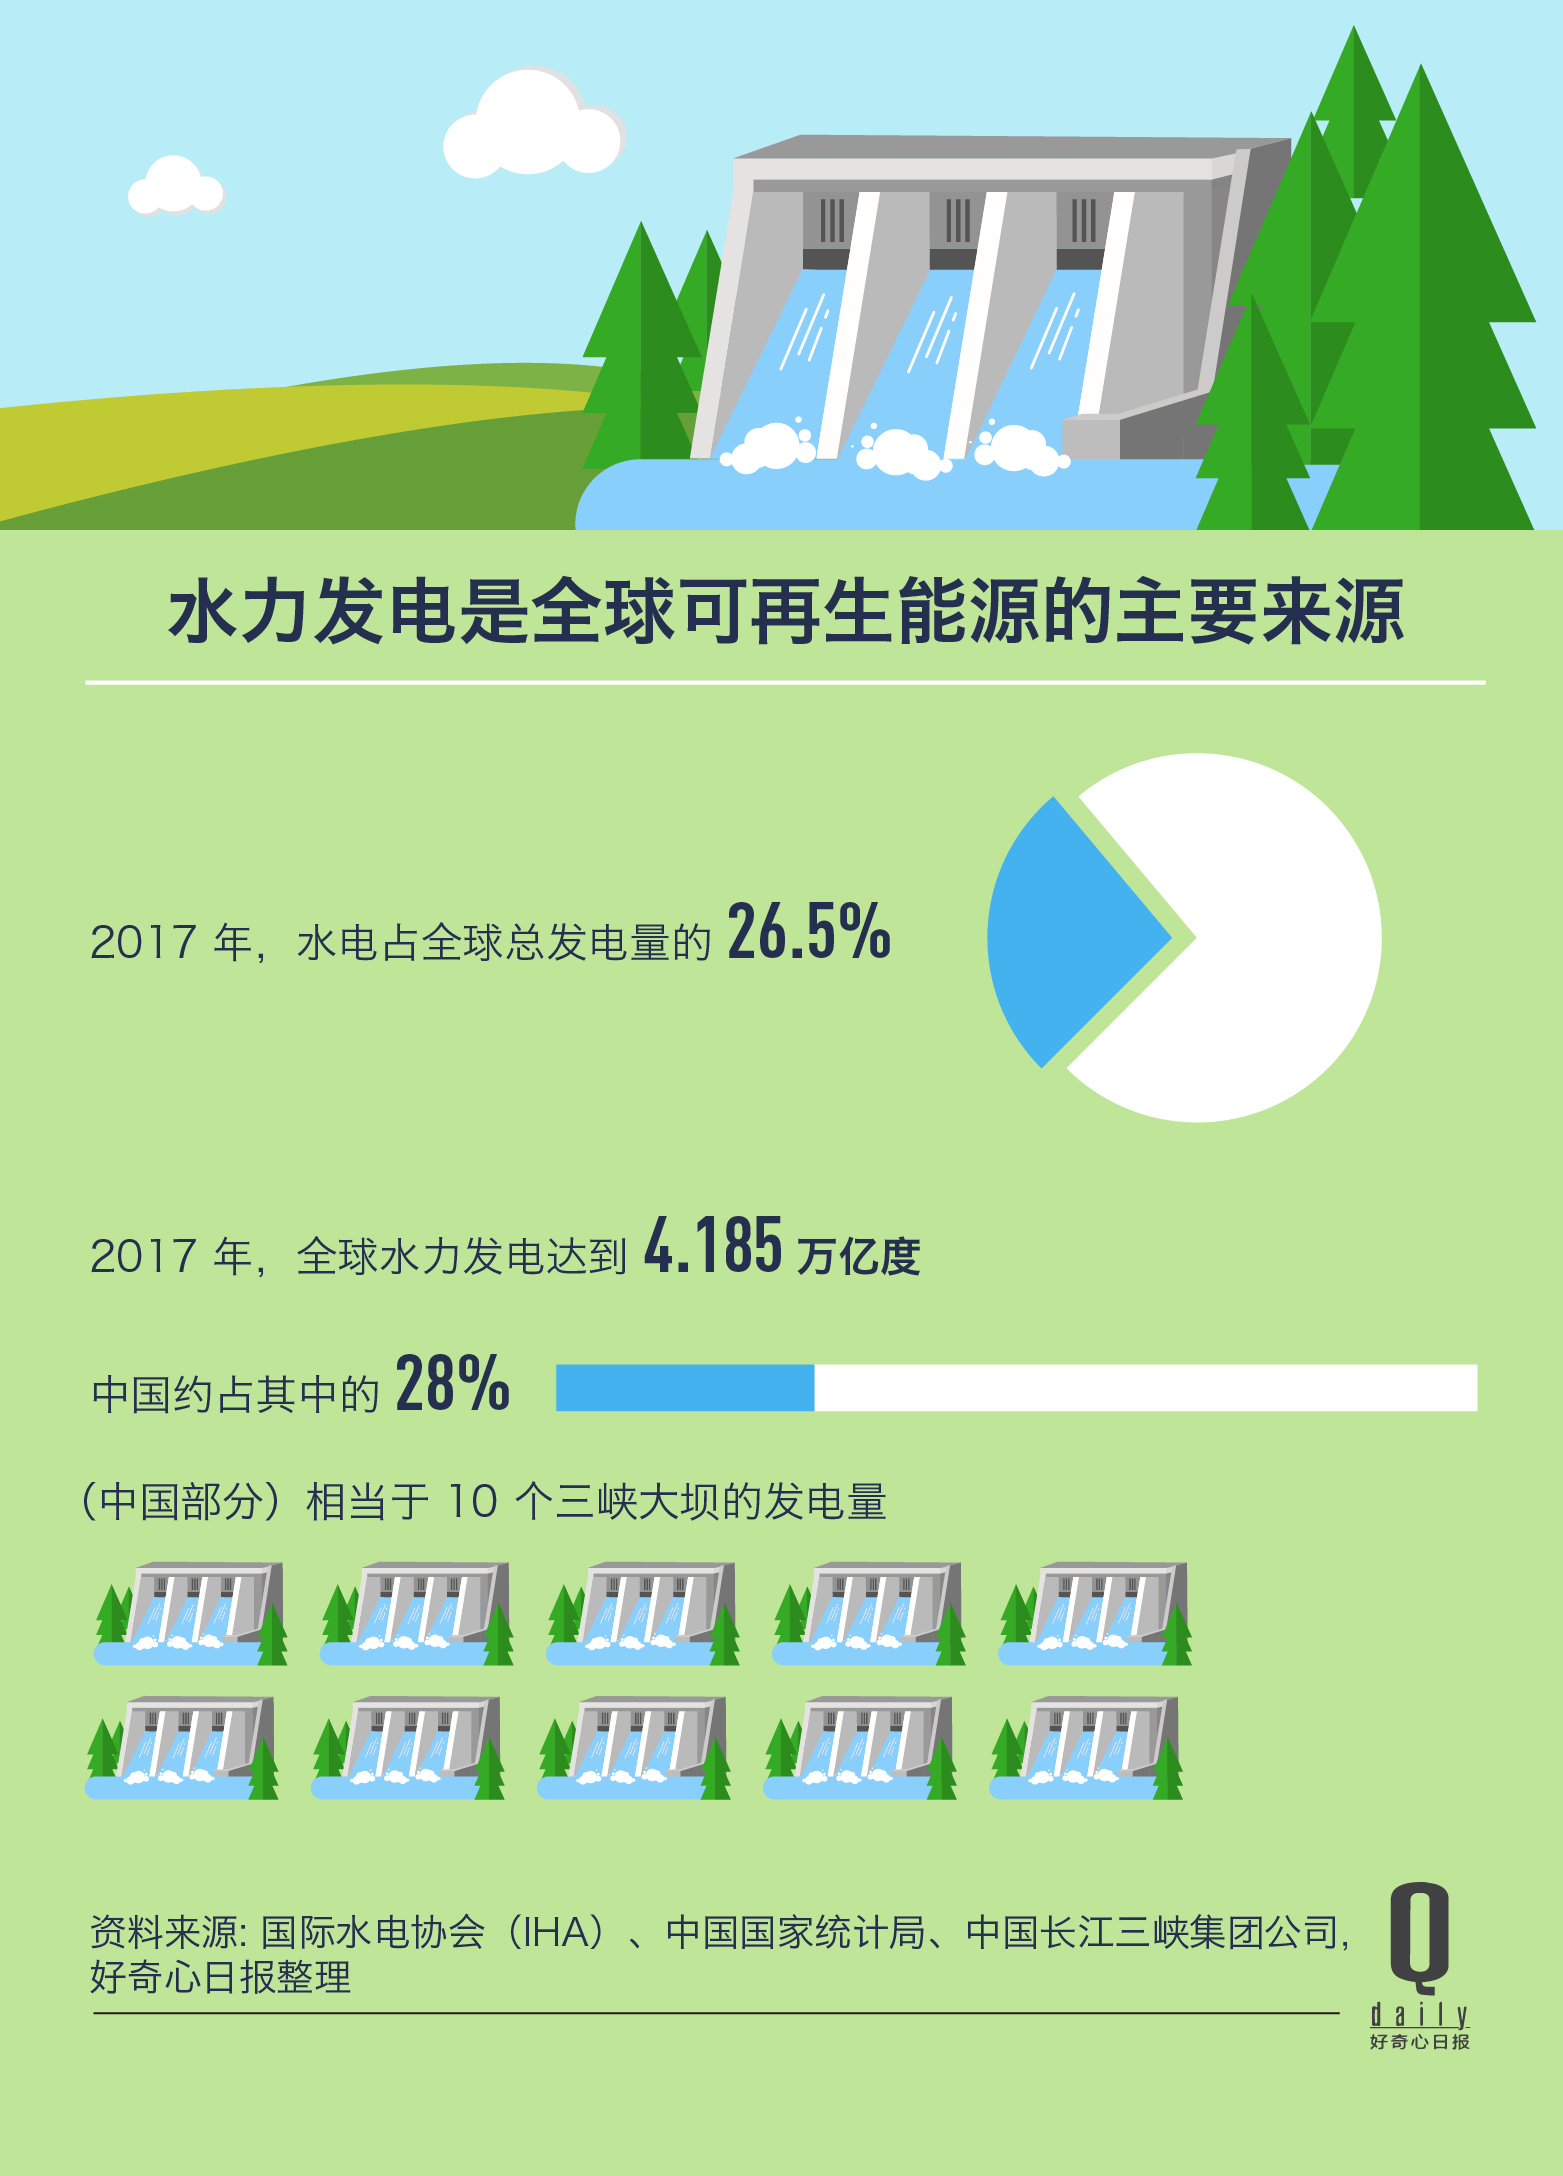 水力发电是全球可再生能源的主要来源
2017 年，水电占全球总发电量的 26.5%
2017 年，全球水力发电达到 4.185 万亿度
中国约占其中的 28%
（中国部分）相当于 10 个三峡大坝的发电量
资料来源: 国际水电协会（IHA）、中国国家统计局、中国长江三峡集团公司,
好奇心日报整理
Q
daily
好奇心日报